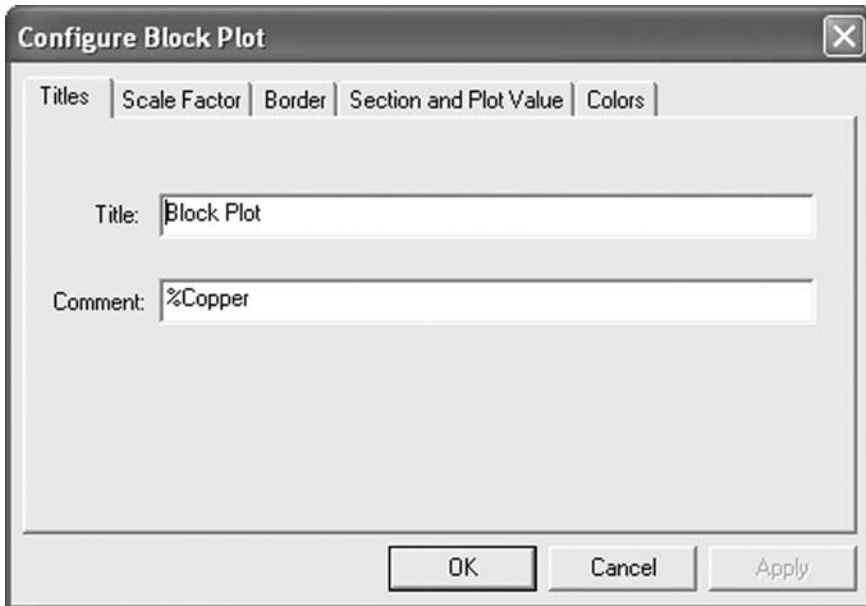 Configure Block Plot
Titles Scale Factor Border Section and Plot Value Colors
Title: Block Plot
Comment: %Copper
OK Cancel Apply